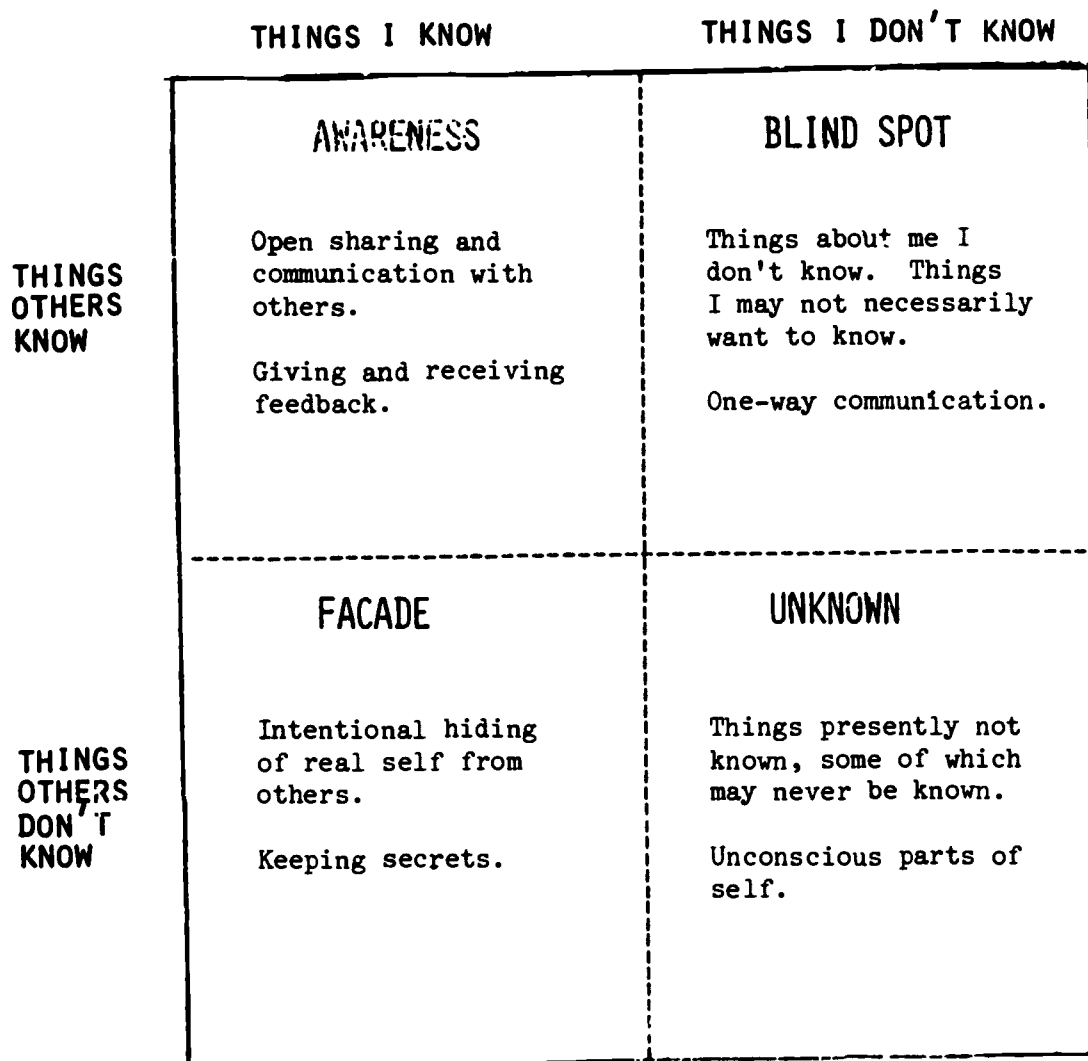 THINGS I KNOW
THINGS I DON'T KNOW
THINGS
OTHERS
KNOW
AWARENESS
Open sharing and
communication with
others.
Giving and receiving
feedback.
BLIND SPOT
Things about me I
don't know. Things
I may not necessarily
want to know.
One-way communication.
THINGS
OTHERS
DON'T
KNOW
FACADE
Intentional hiding
of real self from
others.
Keeping secrets.
UNKNOWN
Things presently not
known, some of which
may never be known.
Unconscious parts of
self.